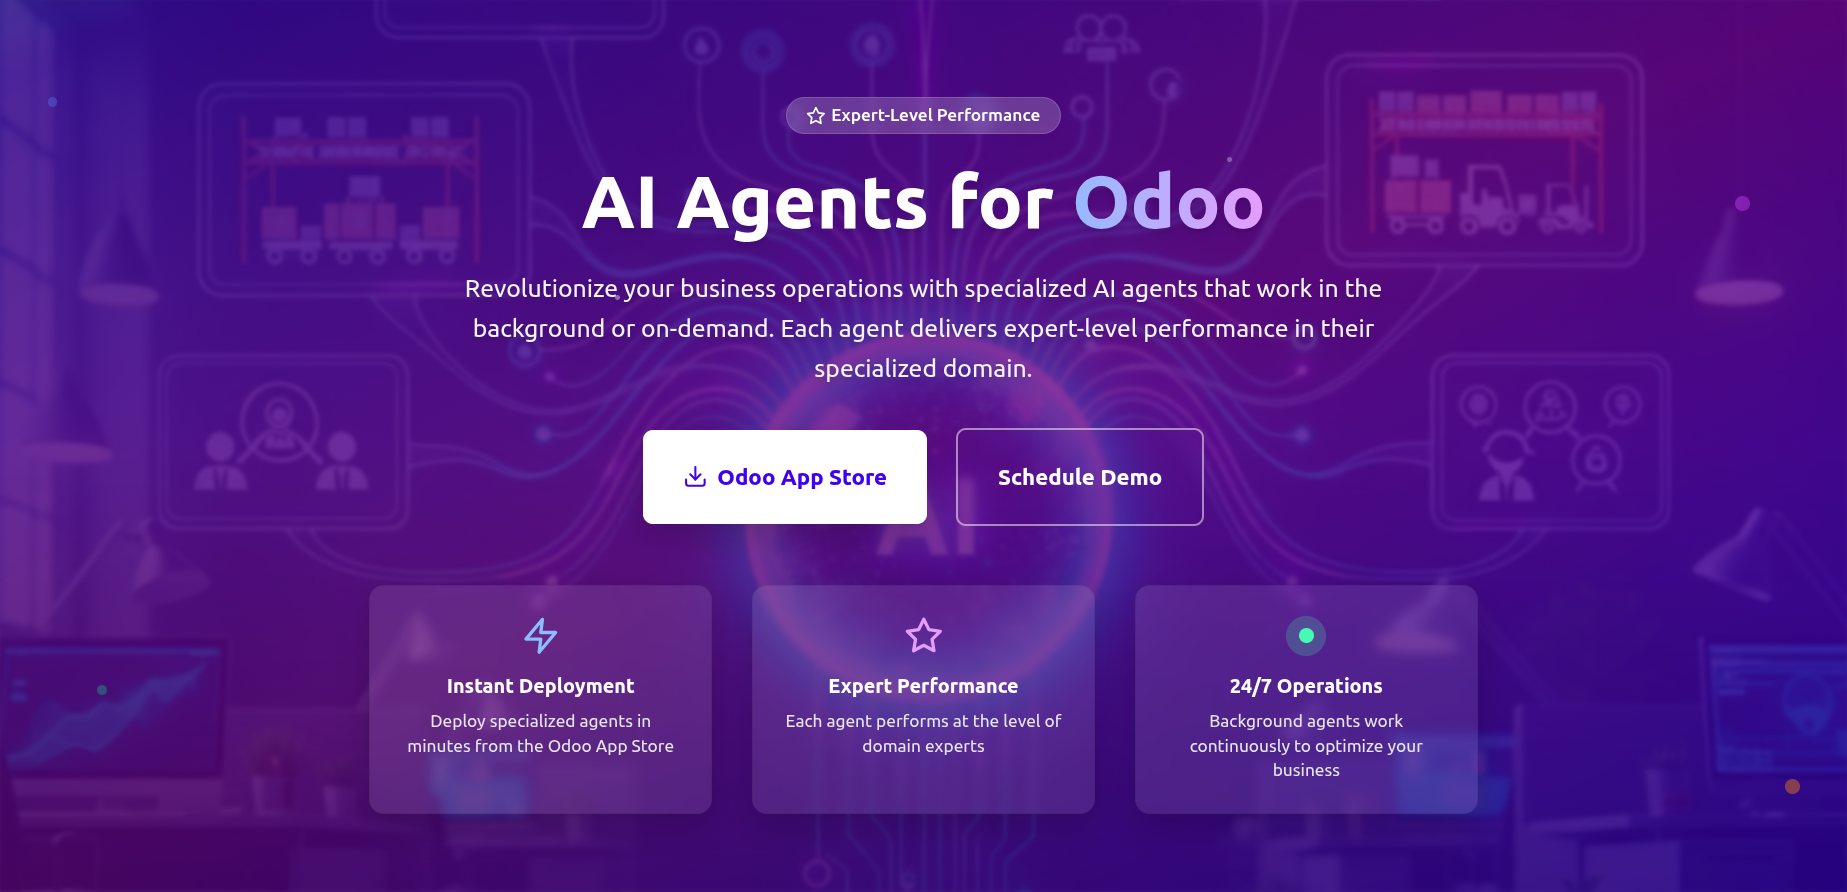 Expert-Level Performance
AI Agents for Odoo
Revolutionize your business operations with specialized AI agents that work in the
background or on-demand. Each agent delivers expert-level performance in their
specialized domain.
Odoo App Store
Schedule Demo
AI
Instant Deployment
Deploy specialized agents in
minutes from the Odoo App Store
Expert Performance
Each agent performs at the level of
domain experts
24/7 Operations
Background agents work
continuously to optimize your
business